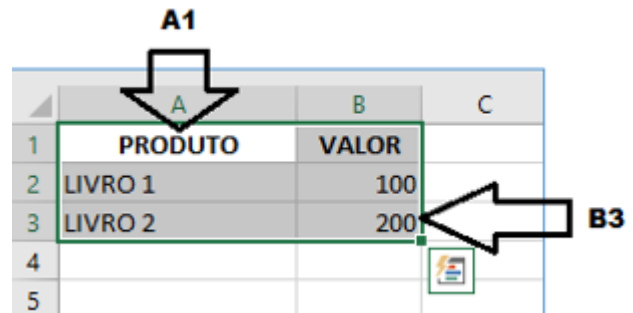 A1
A B C
1 PRODUTO VALOR
2 LIVRO 1 100
3 LIVRO 2 200
B3
4
5